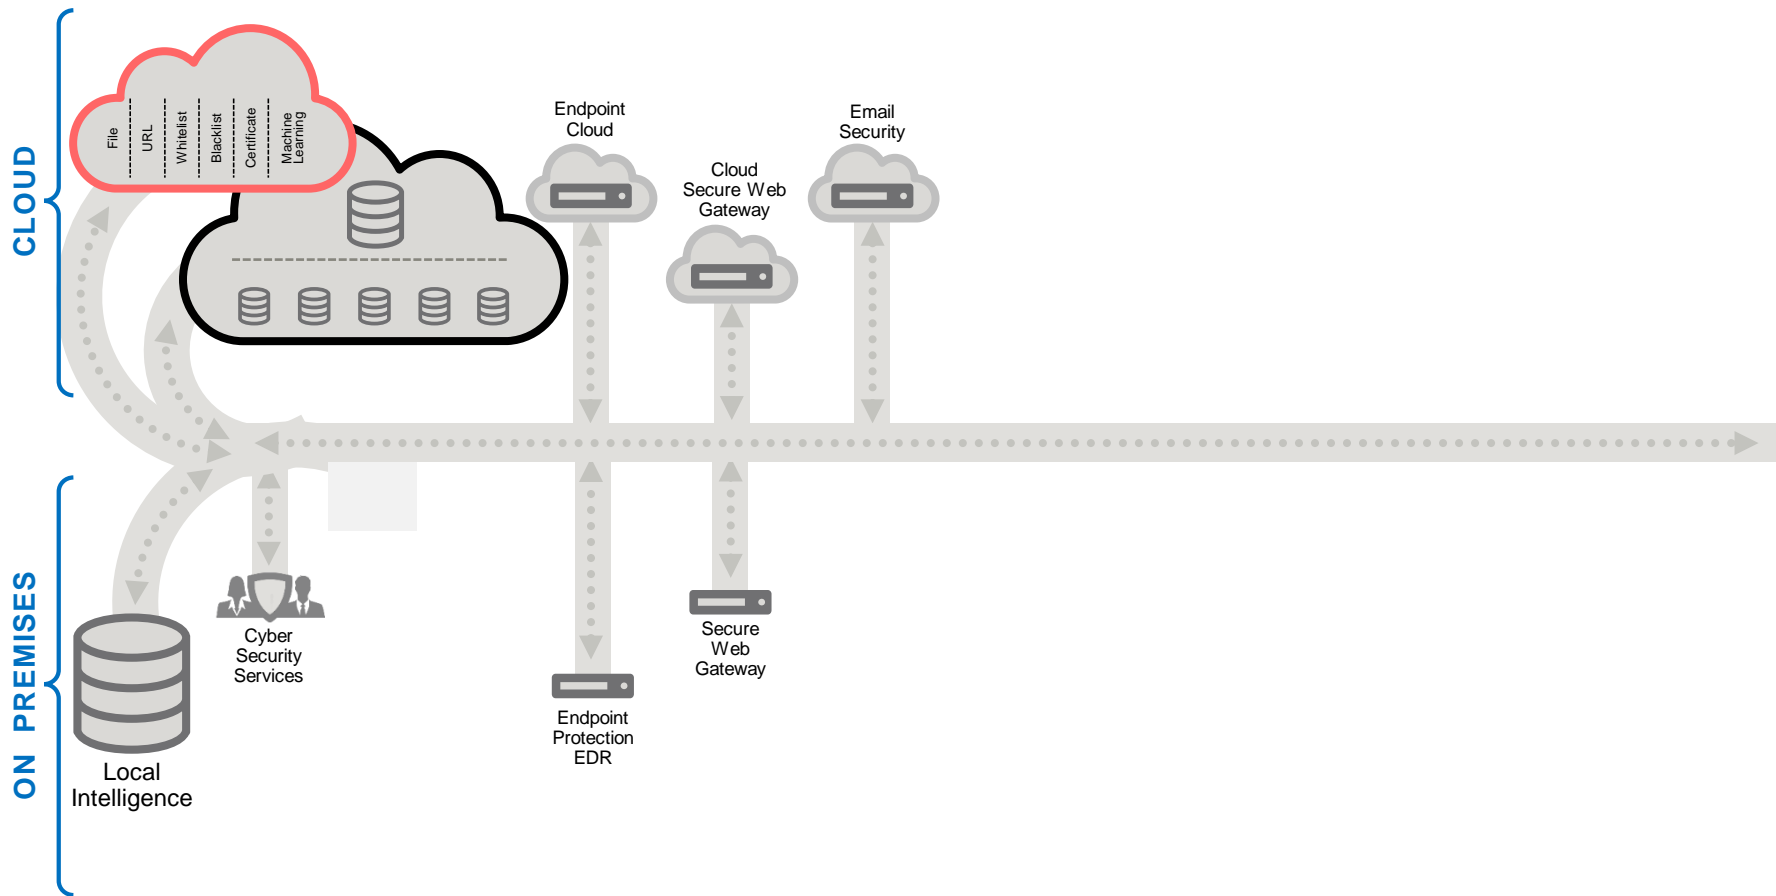 CLOUD
File
URL
Whitelist
Blacklist
Certificate
Machine
Learning
Endpoint
Cloud
Cloud
Secure Web
Gateway
Email
Security
ON PREMISES
Local
Intelligence
Cyber
Security
Services
Endpoint
Protection
EDR
Secure
Web
Gateway